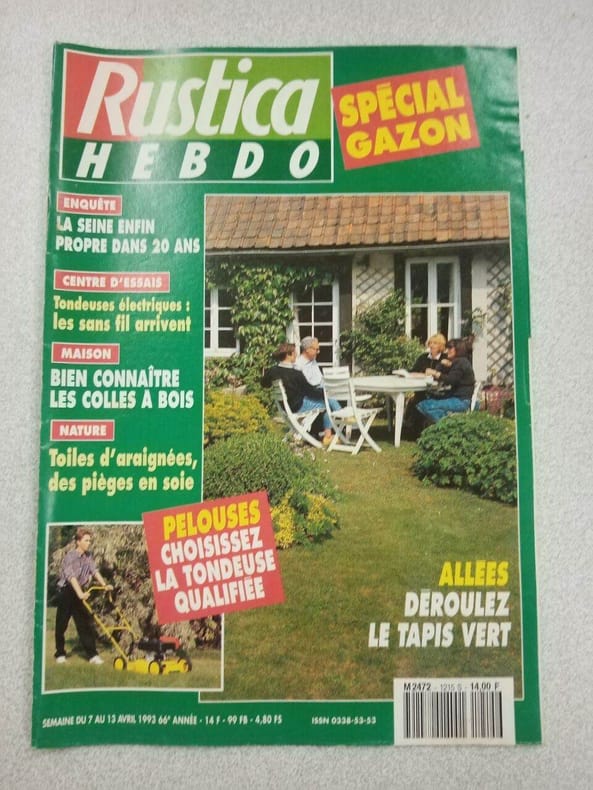 Rustica
HEBDO
SPÉCIAL
GAZON
ENQUÊTE
LA SEINE ENFIN
PROPRE DANS 20 ANS
CENTRE D'ESSAIS
Tondeuses électriques :
les sans fil arrivent
MAISON
BIEN CONNAÎTRE
LES COLLES A BOIS
NATURE
Toiles d'araignées,
des pièges en soie
PELOUSES
CHOISISSEZ
LA TONDEUSE
QUALIFIÉE
ALLEES
DÉROULEZ
LE TAPIS VERT
M 2472 - 1215 S - 14,00 F
SEMAINE DU 7 AU 13 AVRIL 1993 66e ANNÉE - 14 F - 99 FB - 4,80 FS
ISSN 0338-53-53